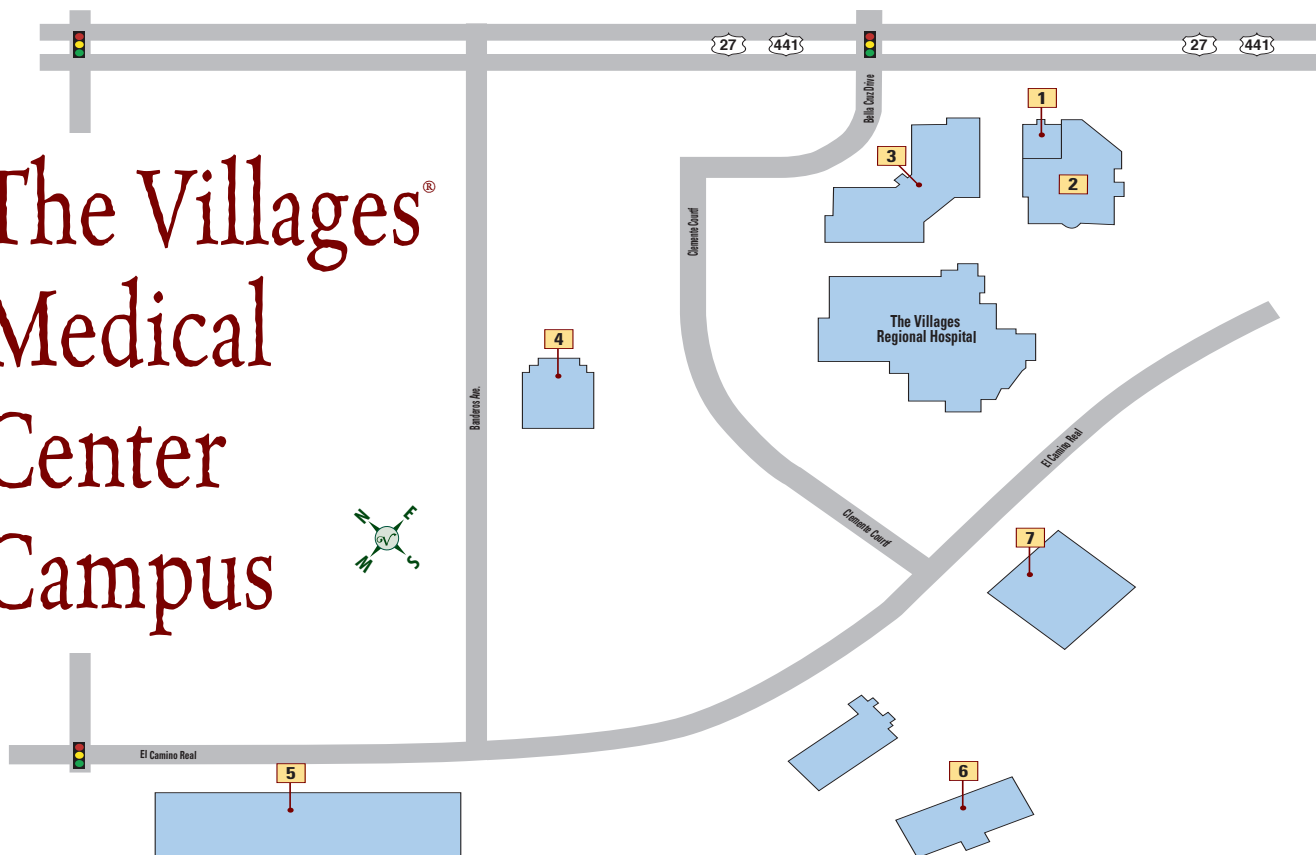 27
441
27
441
Bella Cruz Drive
1
3
2
The Villages®
Medical
Center
Campus
Clemente Court
The Villages
Regional Hospital
4
Banderos Ave.
El Camino Real
N
E
V
W
S
Clemente Court
7
El Camino Real
5
6